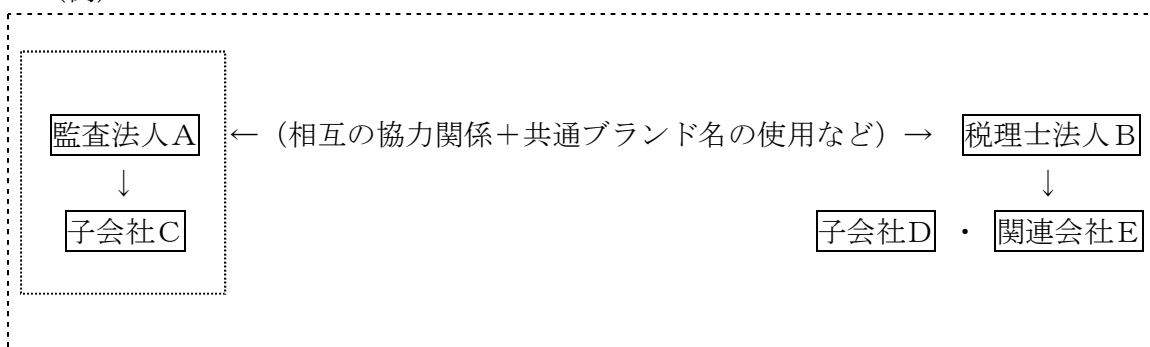 監査法人A ←（相互の協力関係＋共通ブランド名の使用など）→ 税理士法人B
↓ ↓
子会社C 子会社D ・ 関連会社E